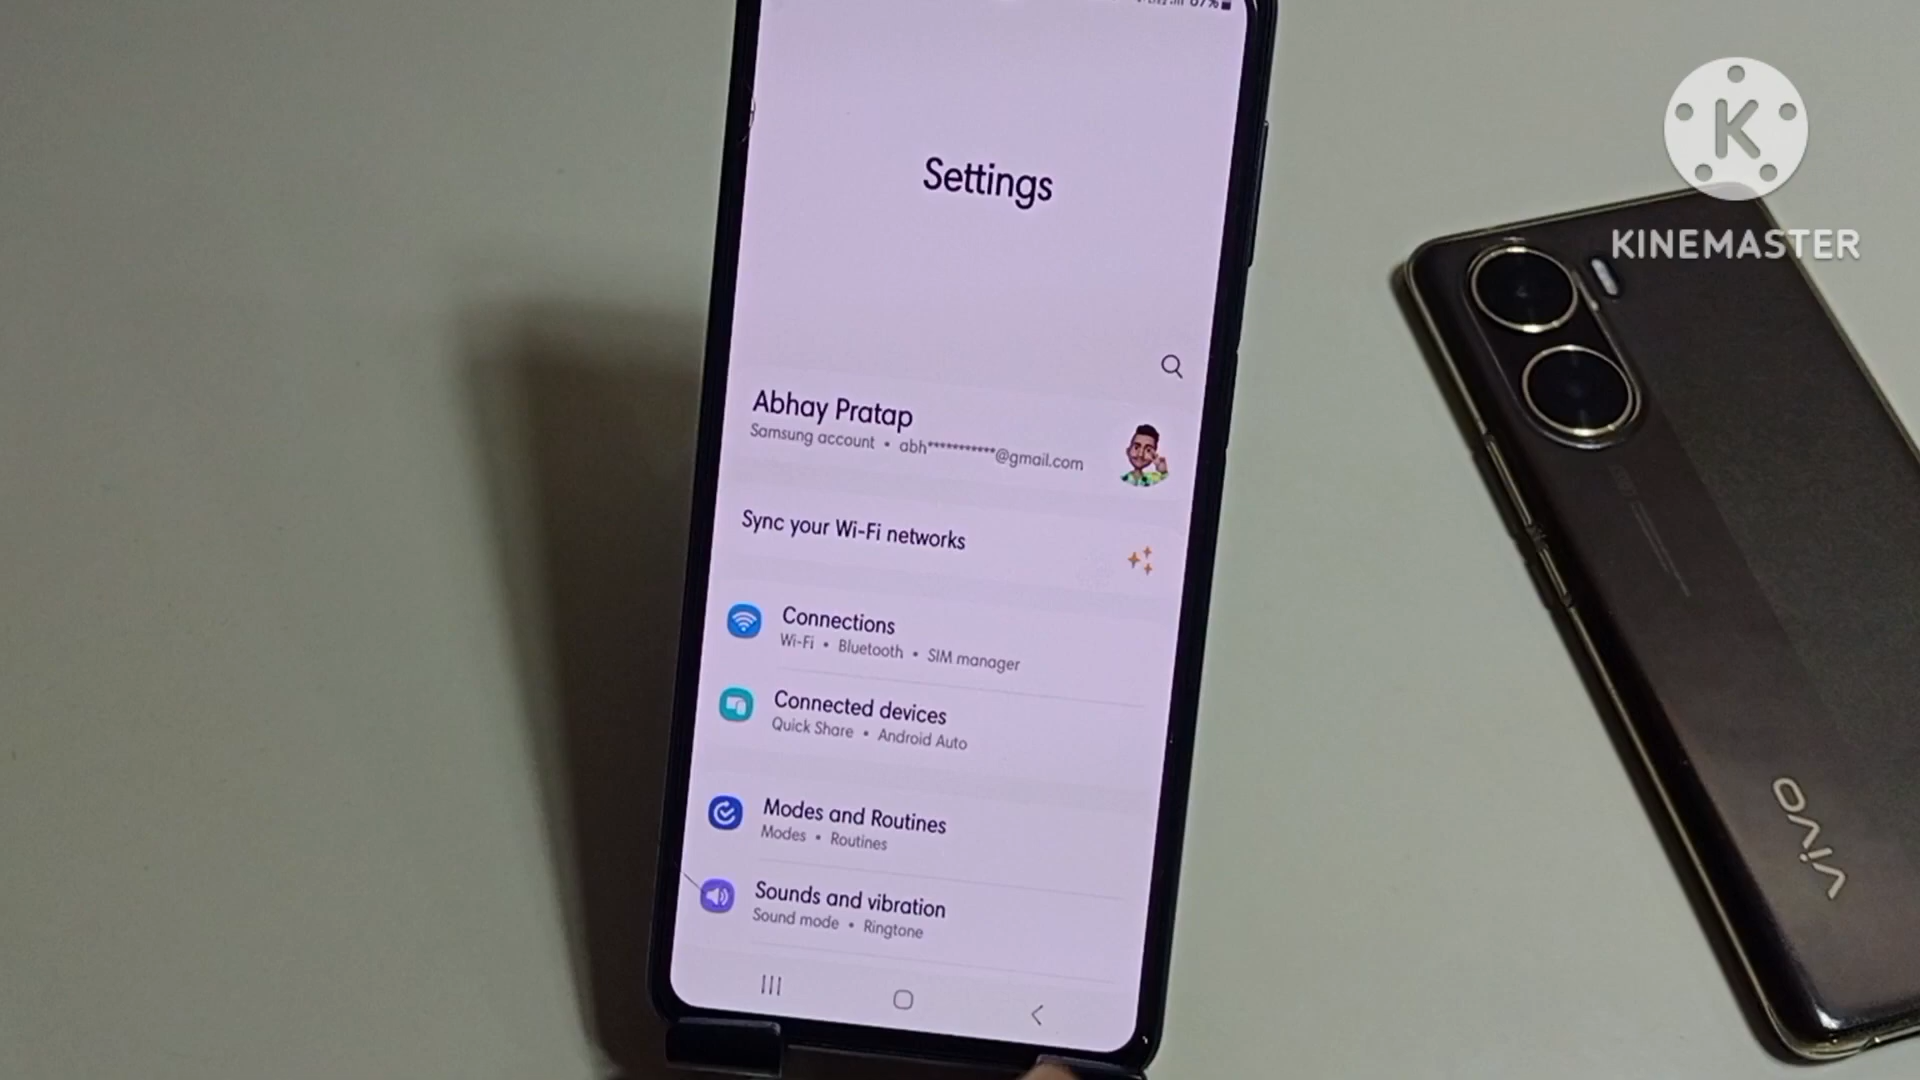 67%
K
KINEMASTER
Settings
Abhay Pratap
Samsung account • abh***********@gmail.com
Sync your Wi-Fi networks
Connections
Wi-Fi • Bluetooth • SIM manager
Connected devices
Quick Share • Android Auto
Modes and Routines
Modes • Routines
Sounds and vibration
Sound mode • Ringtone
vivo